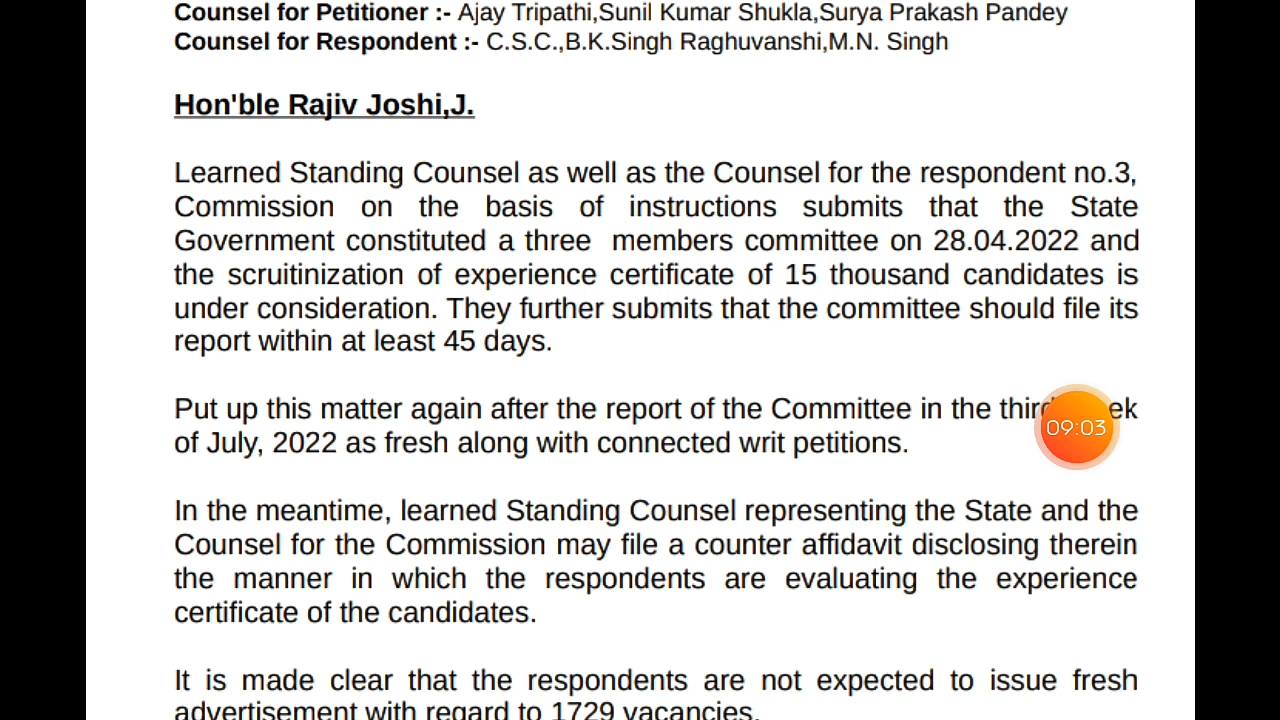 Counsel for Petitioner :- Ajay Tripathi,Sunil Kumar Shukla,Surya Prakash Pandey
Counsel for Respondent :- C.S.C.,B.K.Singh Raghuvanshi,M.N. Singh
Hon'ble Rajiv Joshi,J.
Learned Standing Counsel as well as the Counsel for the respondent no.3,
Commission on the basis of instructions submits that the State
Government constituted a three members committee on 28.04.2022 and
the scruitinization of experience certificate of 15 thousand candidates is
under consideration. They further submits that the committee should file its
report within at least 45 days.
Put up this matter again after the report of the Committee in the
of July, 2022 as fresh along with connected writ petitions.
09:03
In the meantime, learned Standing Counsel representing the State and the
Counsel for the Commission may file a counter affidavit disclosing therein
the manner in which the respondents are evaluating the experience
certificate of the candidates.
It is made clear that the respondents are not expected to issue fresh
advertisement with regard to 1729 vacancies.